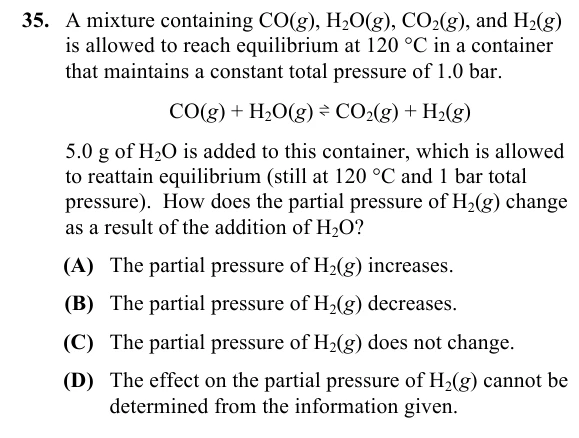 35. A mixture containing CO(g), H₂O(g), CO₂(g), and H₂(g)
is allowed to reach equilibrium at 120 °C in a container
that maintains a constant total pressure of 1.0 bar.
CO(g) + H₂O(g) ⇌ CO₂(g) + H₂(g)
5.0 g of H₂O is added to this container, which is allowed
to reattain equilibrium (still at 120 °C and 1 bar total
pressure). How does the partial pressure of H₂(g) change
as a result of the addition of H₂O?
(A) The partial pressure of H₂(g) increases.
(B) The partial pressure of H₂(g) decreases.
(C) The partial pressure of H₂(g) does not change.
(D) The effect on the partial pressure of H₂(g) cannot be
determined from the information given.